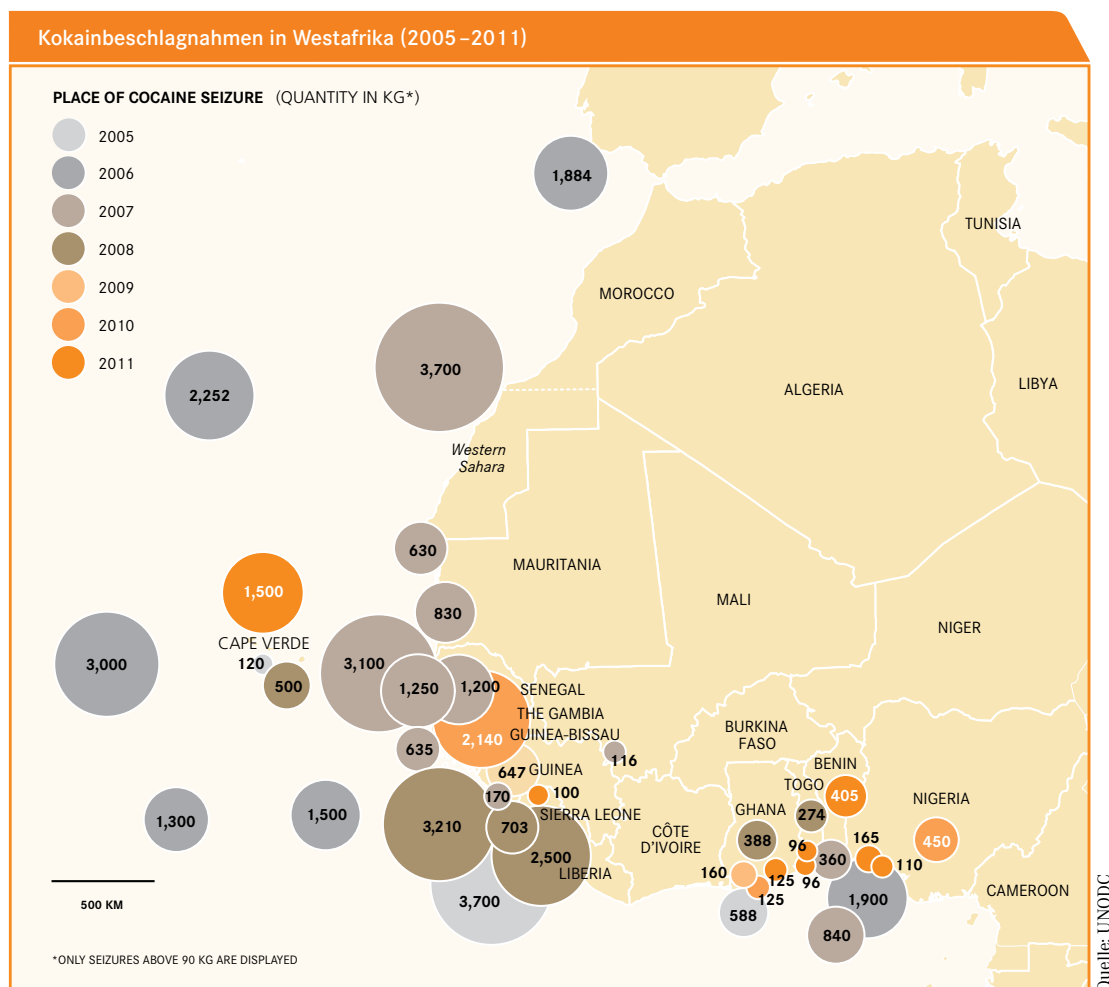 Kokainbeschlagnahmen in Westafrika (2005–2011)
PLACE OF COCAINE SEIZURE (QUANTITY IN KG*)
2005
2006
2007
2008
2009
2010
2011
1,884
TUNISIA
MOROCCO
3,700
2,252
ALGERIA
LIBYA
Western
Sahara
630
MAURITANIA
1,500
MALI
830
NIGER
CAPE VERDE
120
500
3,000
3,100
1,250
1,200
SENEGAL
THE GAMBIA
GUINEA-BISSAU
2,140
635
BURKINA
FASO
116
BENIN
647
GUINEA
TOGO
170
100
405
NIGERIA
1,300
1,500
SIERRA LEONE
GHANA
274
3,210
703
CÔTE
D'IVOIRE
388
96
165
450
2,500
360
110
LIBERIA
160
125
96
125
CAMEROON
3,700
588
1,900
840
500 KM
*ONLY SEIZURES ABOVE 90 KG ARE DISPLAYED
Quelle: UNODC